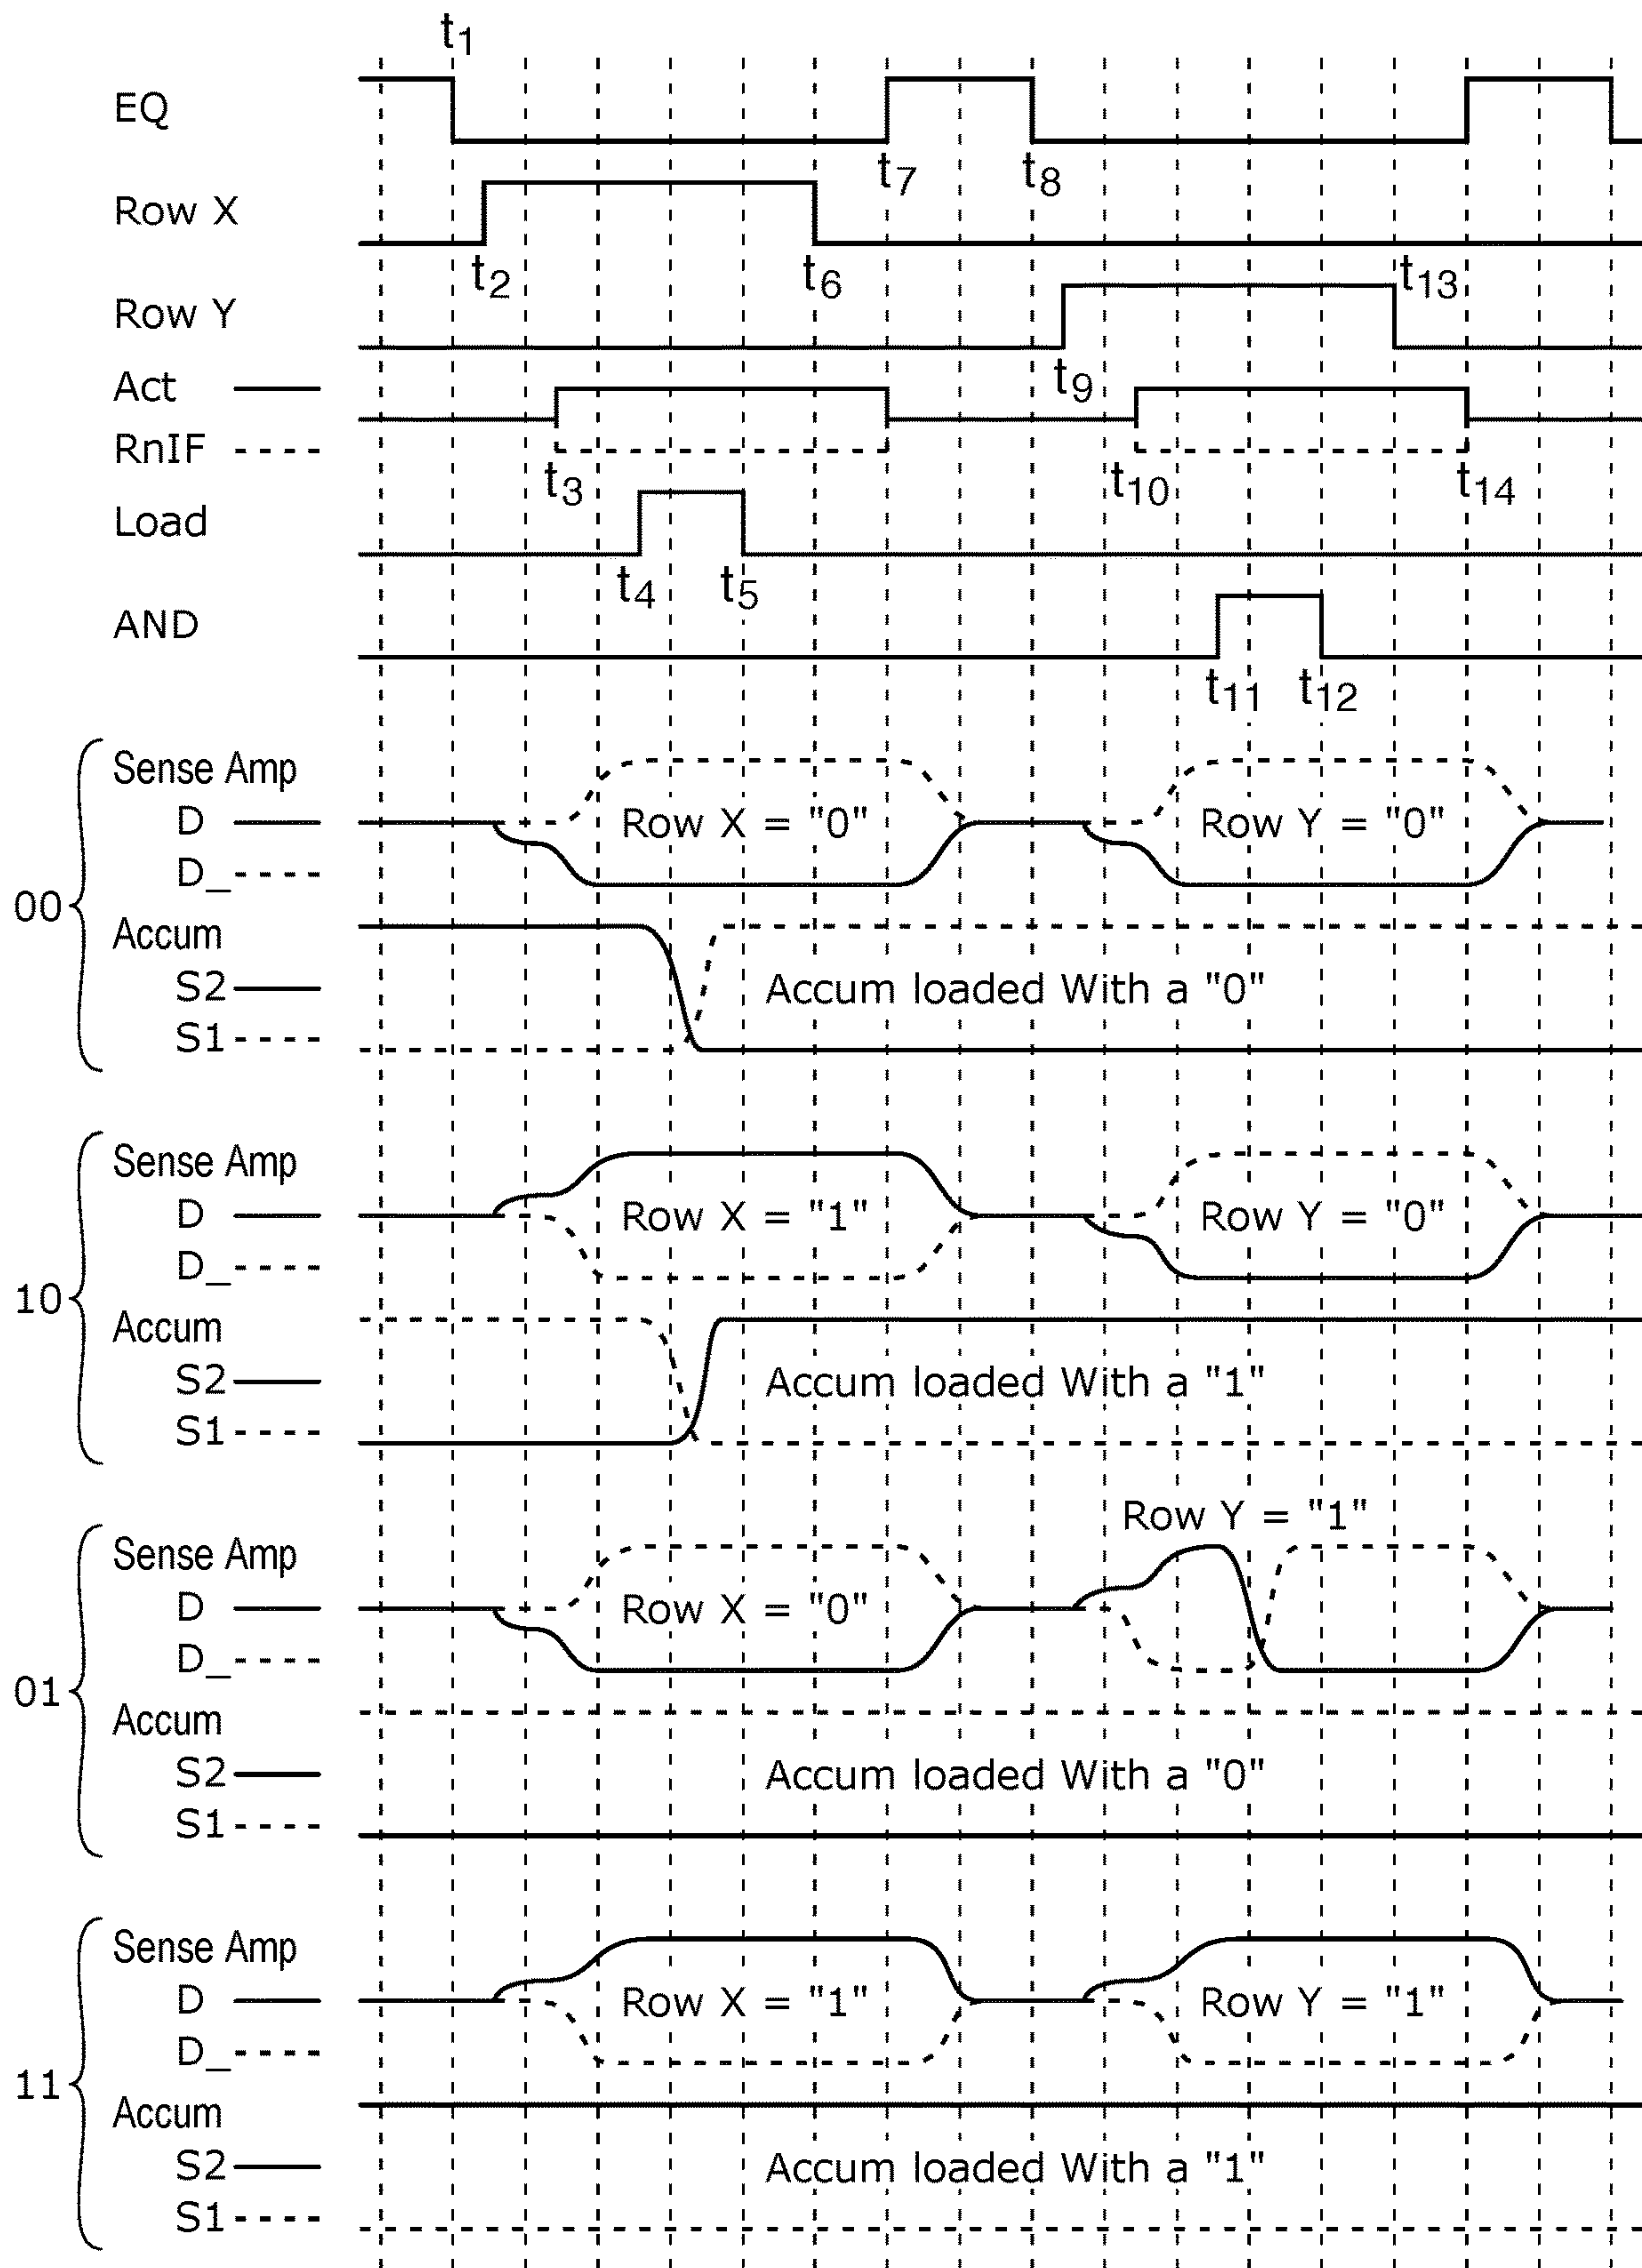 t1
EQ
t7 t8
Row X
t2 t6 t13
Row Y
t9
Act
RnIF
t3 t10 t14
Load
t4 t5
AND
t11 t12
00
Sense Amp
D Row X = "0" Row Y = "0"
D_
Accum
S2 Accum loaded With a "0"
S1
10
Sense Amp
D Row X = "1" Row Y = "0"
D_
Accum
S2 Accum loaded With a "1"
S1
Row Y = "1"
01
Sense Amp
D Row X = "0"
D_
Accum
S2 Accum loaded With a "0"
S1
11
Sense Amp
D Row X = "1" Row Y = "1"
D_
Accum
S2 Accum loaded With a "1"
S1